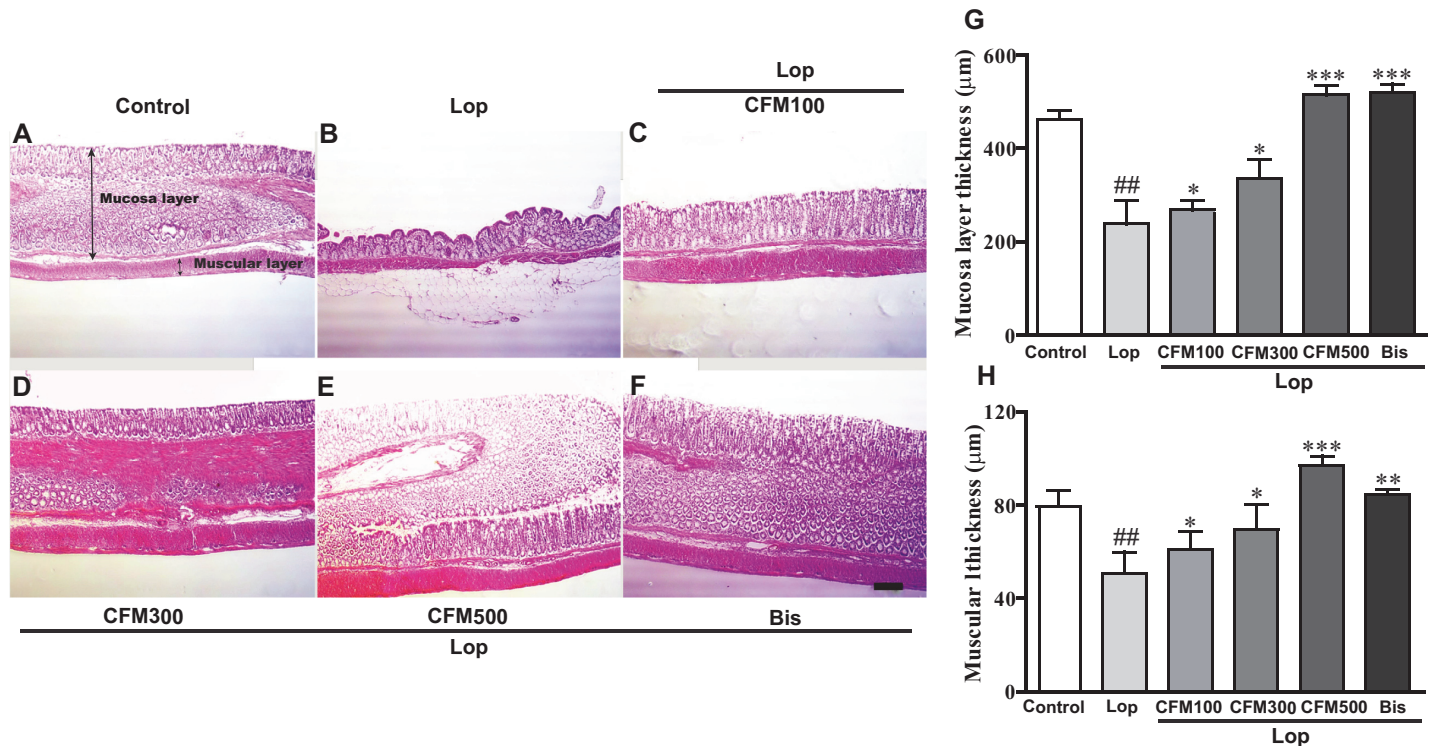 Control
Lop
Lop
CFM100
A
B
C
Mucosa layer
Muscular layer
D
E
F
CFM300
CFM500
Bis
Lop
G
Mucosa layer thickness (μm)
600
400
200
0
##
*
*
***
***
Control
Lop
CFM100
CFM300
CFM500
Bis
Lop
H
Muscular lthickness (μm)
120
80
40
0
##
*
*
***
**
Control
Lop
CFM100
CFM300
CFM500
Bis
Lop